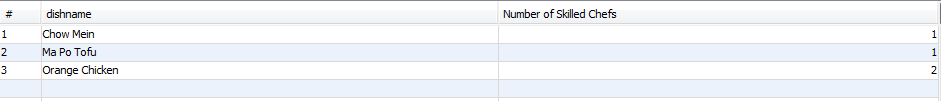 # dishname Number of Skilled Chefs
1 Chow Mein 1
2 Ma Po Tofu 1
3 Orange Chicken 2